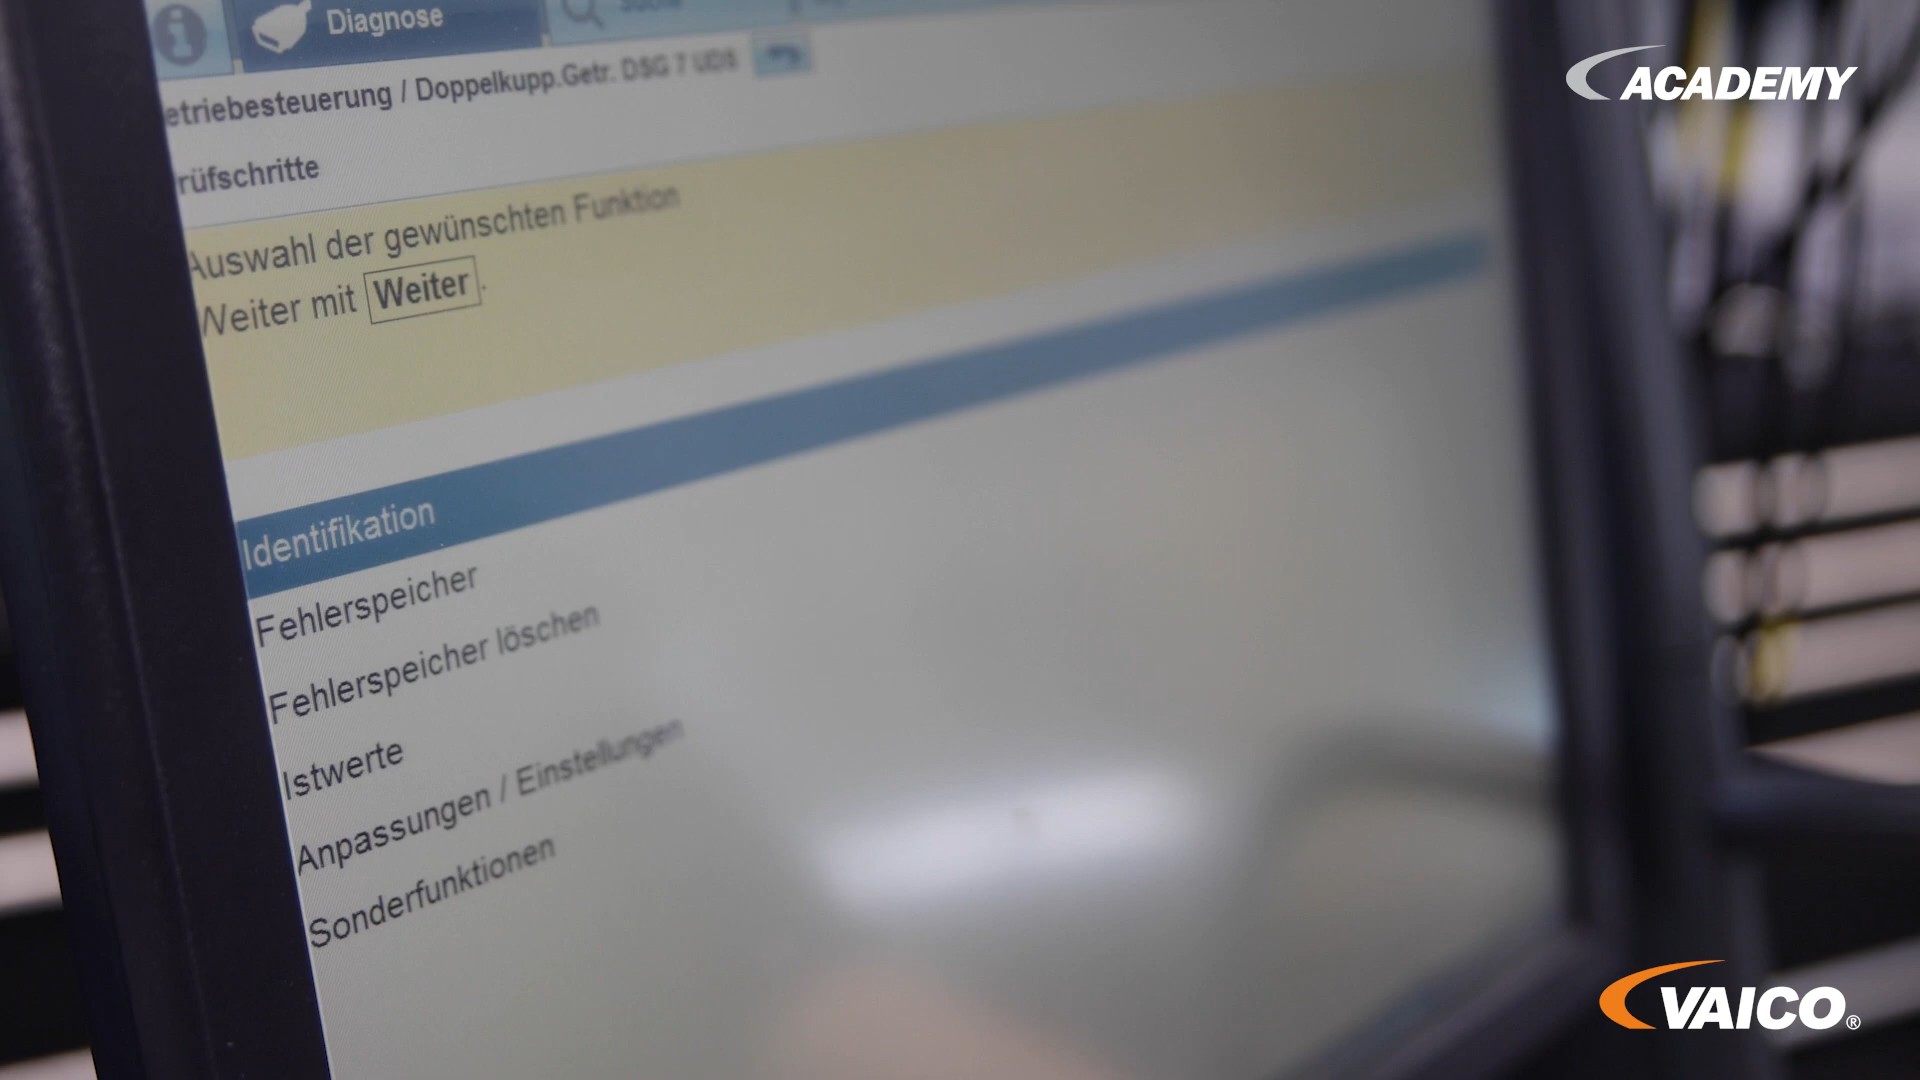 Diagnose
Suche
etriebesteuerung / Doppelkupp.Getr. DSG 7 UDS
rüfschritte
Auswahl der gewünschten Funktion
Weiter mit Weiter.
Identifikation
Fehlerspeicher
Fehlerspeicher löschen
Istwerte
Anpassungen / Einstellungen
Sonderfunktionen
ACADEMY
VAICO®